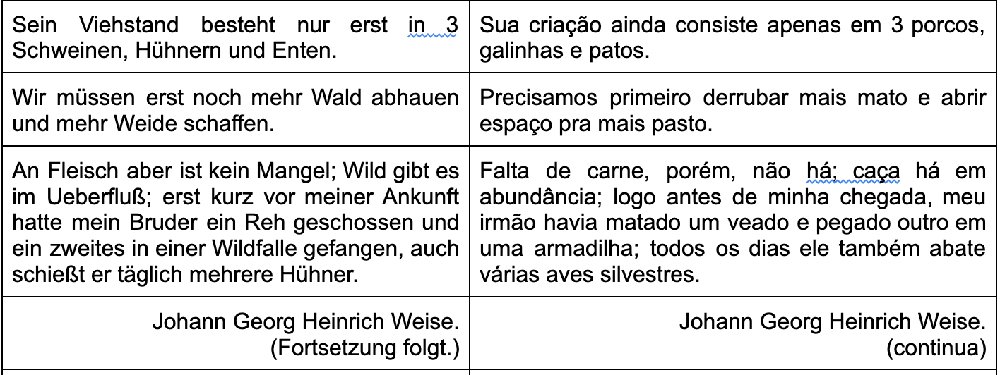 Sein Viehstand besteht nur erst in 3
Schweinen, Hühnern und Enten.
Sua criação ainda consiste apenas em 3 porcos,
galinhas e patos.
Wir müssen erst noch mehr Wald abhauen
und mehr Weide schaffen.
Precisamos primeiro derrubar mais mato e abrir
espaço pra mais pasto.
An Fleisch aber ist kein Mangel; Wild gibt es
im Ueberfluß; erst kurz vor meiner Ankunft
hatte mein Bruder ein Reh geschossen und
ein zweites in einer Wildfalle gefangen, auch
schießt er täglich mehrere Hühner.
Falta de carne, porém, não há; caça há em
abundância; logo antes de minha chegada, meu
irmão havia matado um veado e pegado outro em
uma armadilha; todos os dias ele também abate
várias aves silvestres.
Johann Georg Heinrich Weise.
(Fortsetzung folgt.)
Johann Georg Heinrich Weise.
(continua)